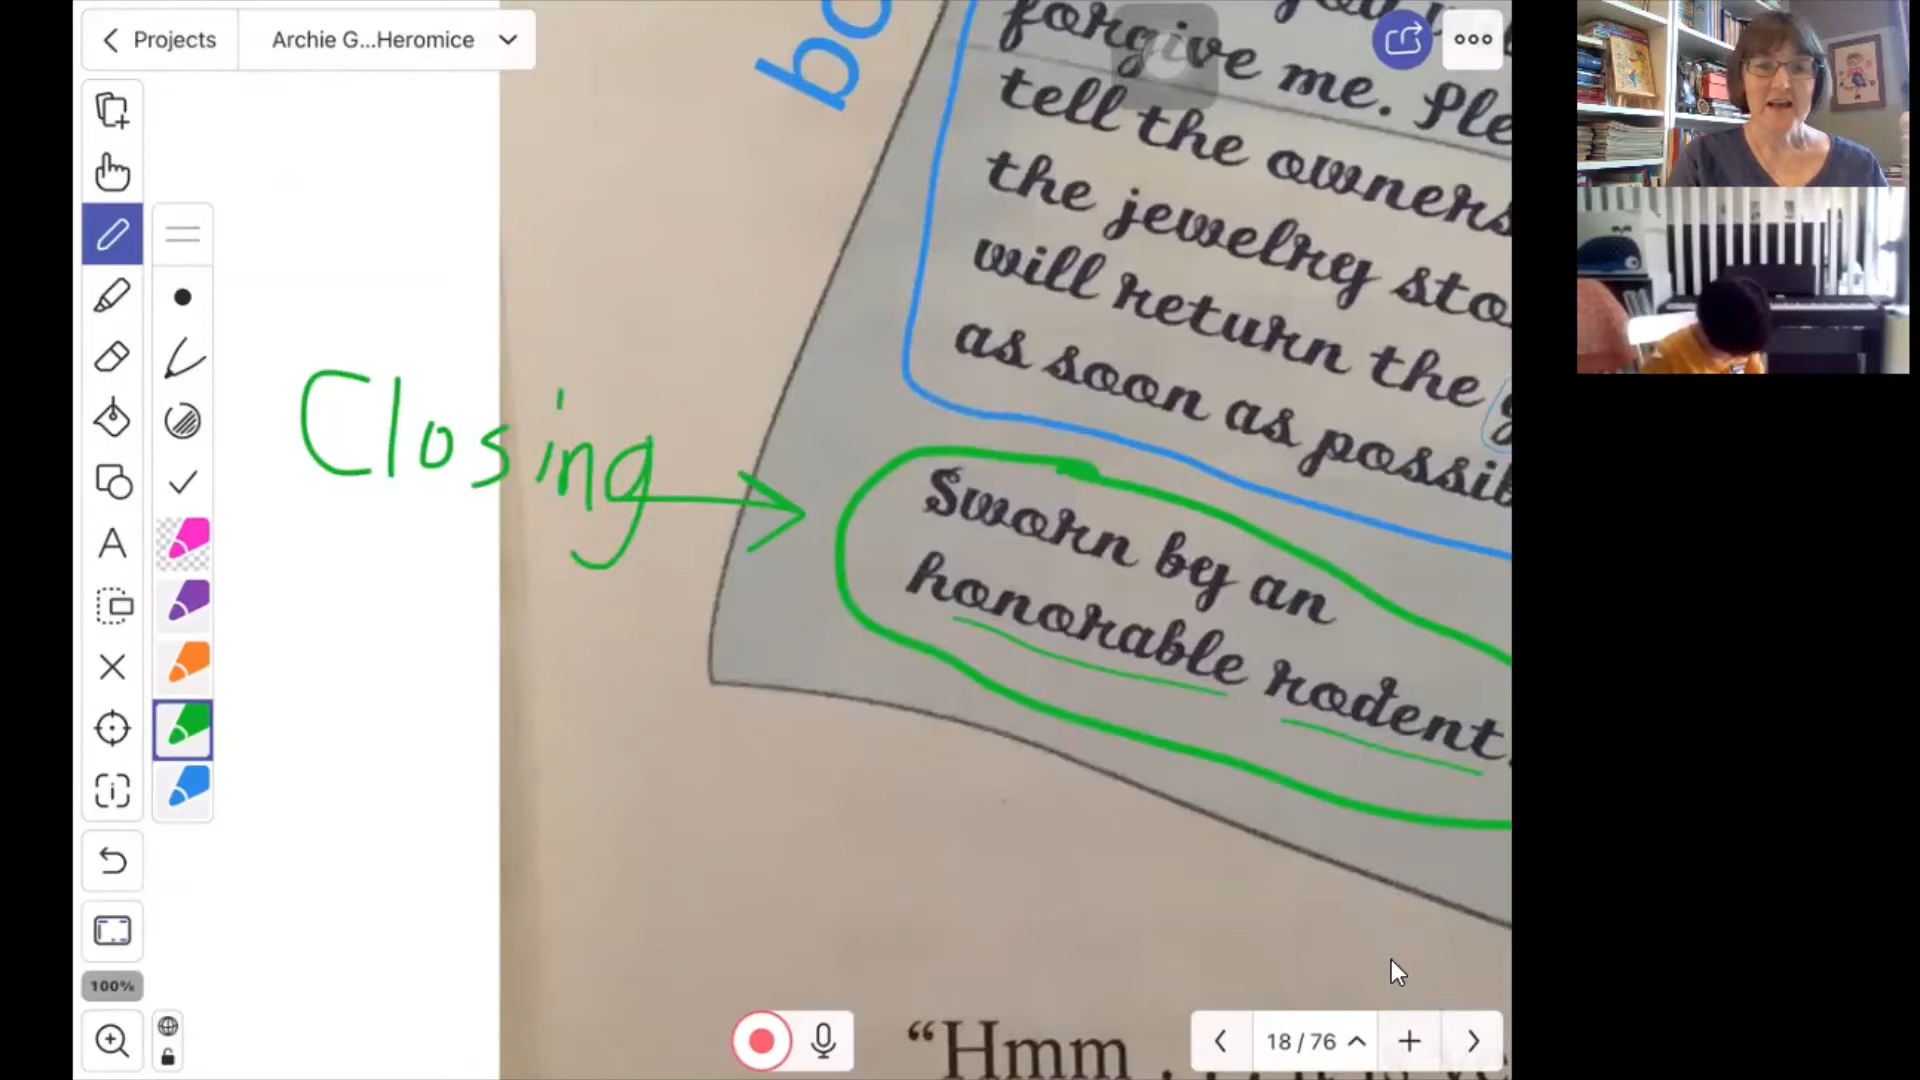 Projects
Archie G...Heromice
bo
forgive me. Ple
tell the owners
the jewelry sto
will return the g
as soon as possib
Closing
Sworn by an
honorable rodent.
A
100%
"Hmm
18 / 76